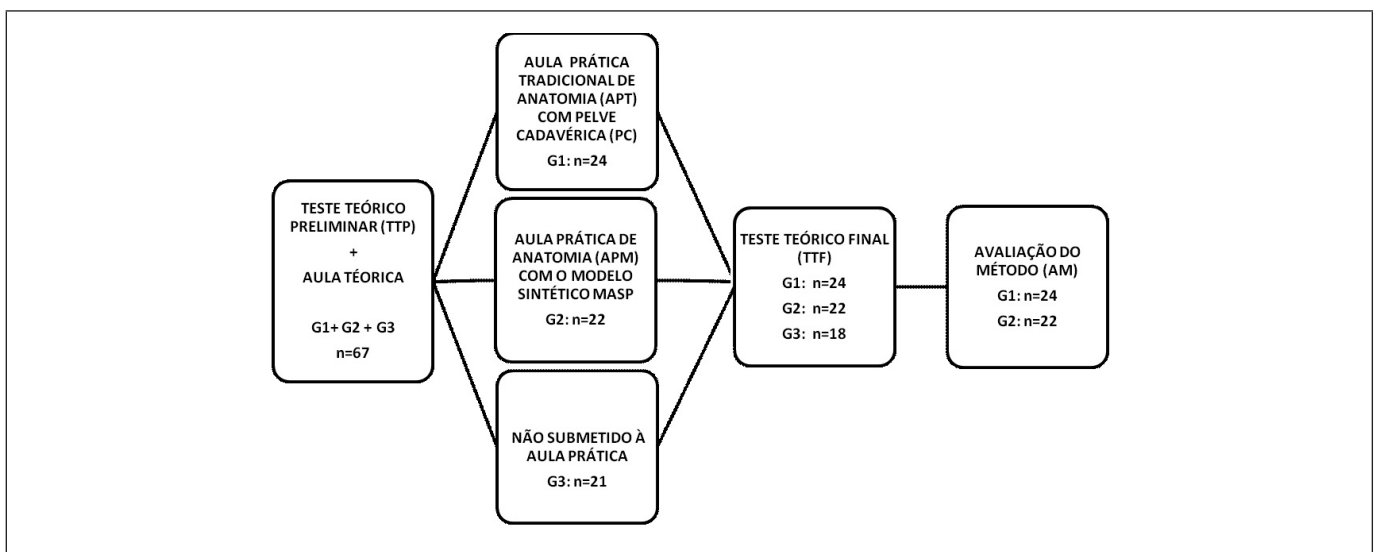 TESTE TEÓRICO
PRELIMINAR (TTP)
+
AULA TÉORICA
G1+ G2 + G3
n=67
AULA PRÁTICA
TRADICIONAL DE
ANATOMIA (APT)
COM PELVE
CADAVÉRICA (PC)
G1: n=24
AULA PRÁTICA DE
ANATOMIA (APM)
COM O MODELO
SINTÉTICO MASP
G2: n=22
NÃO SUBMETIDO À
AULA PRÁTICA
G3: n=21
TESTE TEÓRICO FINAL
(TTF)
G1: n=24
G2: n=22
G3: n=18
AVALIAÇÃO DO
MÉTODO (AM)
G1: n=24
G2: n=22